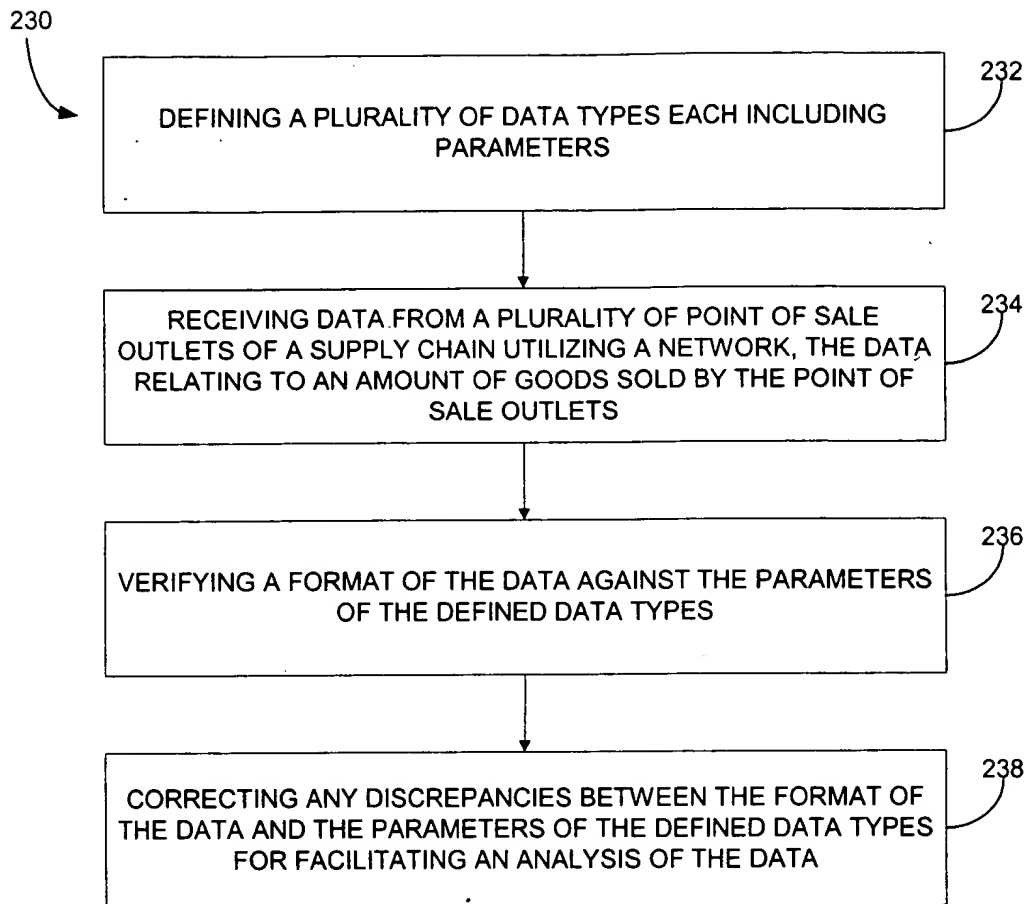 230
232
DEFINING A PLURALITY OF DATA TYPES EACH INCLUDING
PARAMETERS
234
RECEIVING DATA FROM A PLURALITY OF POINT OF SALE
OUTLETS OF A SUPPLY CHAIN UTILIZING A NETWORK, THE DATA
RELATING TO AN AMOUNT OF GOODS SOLD BY THE POINT OF
SALE OUTLETS
236
VERIFYING A FORMAT OF THE DATA AGAINST THE PARAMETERS
OF THE DEFINED DATA TYPES
238
CORRECTING ANY DISCREPANCIES BETWEEN THE FORMAT OF
THE DATA AND THE PARAMETERS OF THE DEFINED DATA TYPES
FOR FACILITATING AN ANALYSIS OF THE DATA